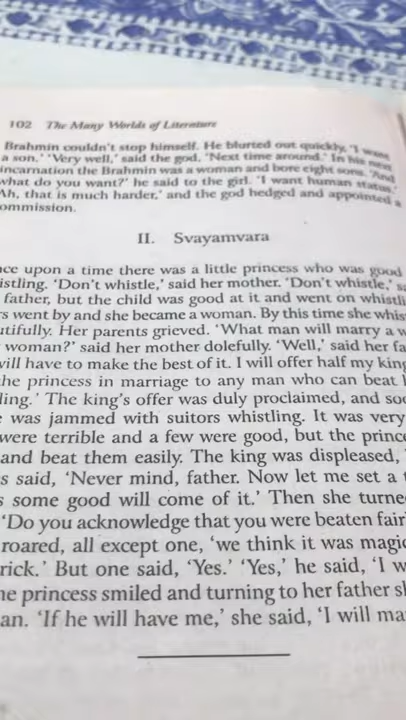 102 The Many Worlds of Literature
Brahmin couldn't stop himself. He blurted out quickly, 'I want
a son.' 'Very well,' said the god, 'Next time around.' In his new
incarnation the Brahmin was a woman and bore eight sons. 'And
what do you want?' he said to the girl. 'I want human status.'
Ah, that is much harder,' and the god hedged and appointed a
ommission.
II. Svayamvara
nce upon a time there was a little princess who was good
istling. 'Don't whistle,' said her mother. 'Don't whistle,' s
father, but the child was good at it and went on whistli
rs went by and she became a woman. By this time she whis
utifully. Her parents grieved. 'What man will marry a w
woman?' said her mother dolefully. 'Well,' said her fa
will have to make the best of it. I will offer half my king
the princess in marriage to any man who can beat h
ling.' The king's offer was duly proclaimed, and soo
was jammed with suitors whistling. It was very
were terrible and a few were good, but the prince
and beat them easily. The king was displeased,
s said, 'Never mind, father. Now let me set a t
s some good will come of it.' Then she turne
'Do you acknowledge that you were beaten fair
roared, all except one, 'we think it was magic
rick.' But one said, 'Yes.' 'Yes,' he said, 'I w
he princess smiled and turning to her father sh
an. 'If he will have me,' she said, 'I will ma